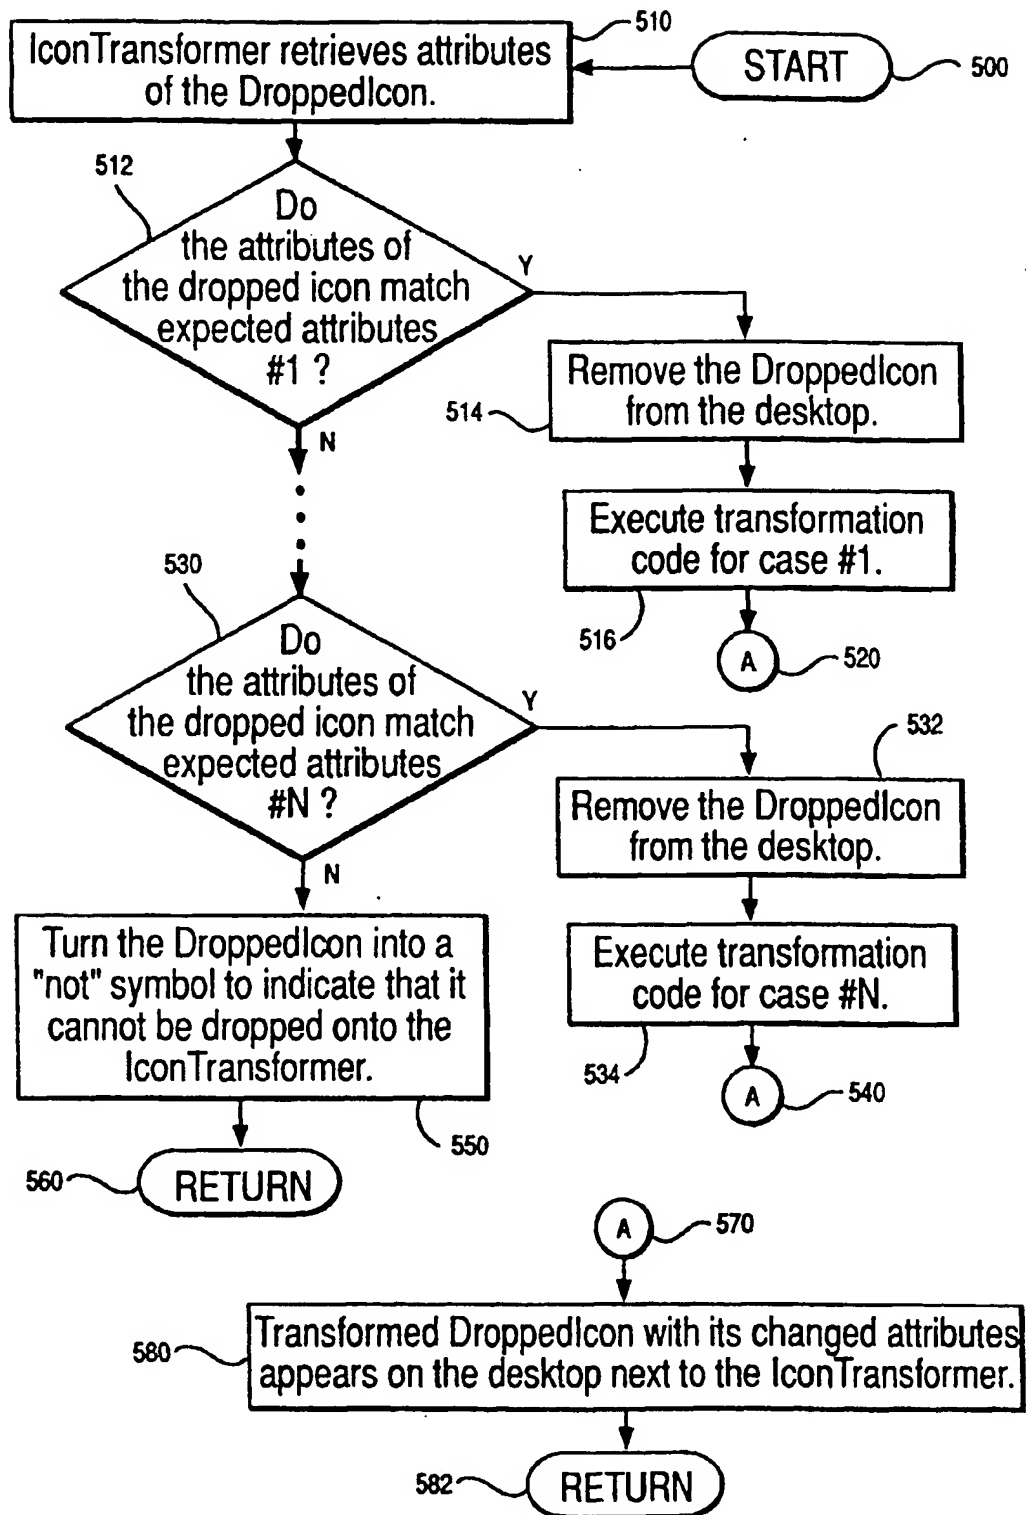 510
IconTransformer retrieves attributes
of the DroppedIcon.
START
500
512
Do
the attributes of
the dropped icon match
expected attributes
#1 ?
Y
N
Remove the DroppedIcon
from the desktop.
514
Execute transformation
code for case #1.
516
A
520
530
Do
the attributes of
the dropped icon match
expected attributes
#N ?
Y
N
532
Remove the DroppedIcon
from the desktop.
Execute transformation
code for case #N.
534
A
540
Turn the DroppedIcon into a
"not" symbol to indicate that it
cannot be dropped onto the
IconTransformer.
550
560
RETURN
A
570
580
Transformed DroppedIcon with its changed attributes
appears on the desktop next to the IconTransformer.
582
RETURN